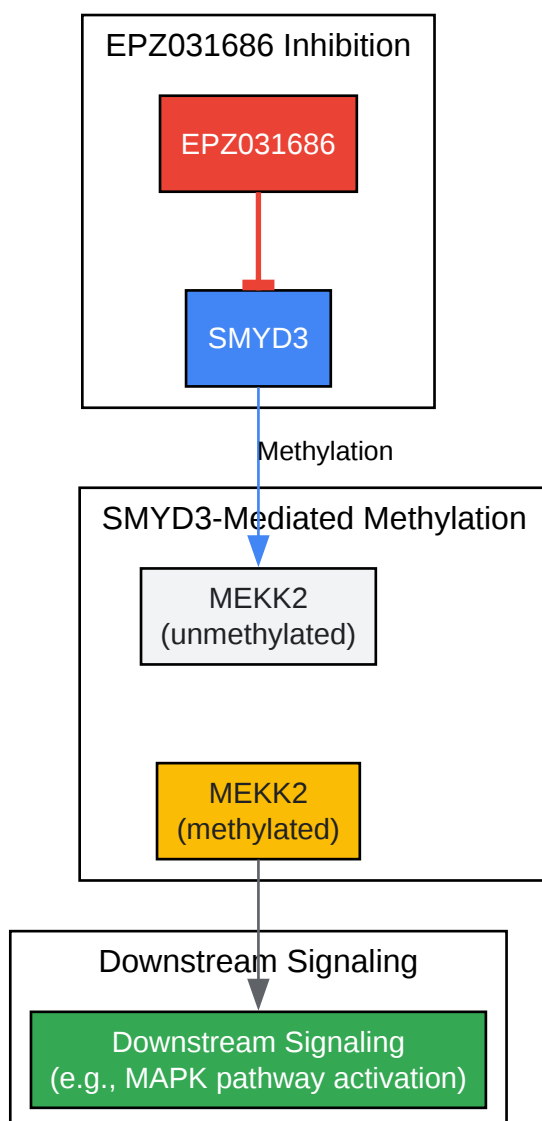 EPZ031686 Inhibition
EPZ031686
SMYD3
Methylation
SMYD3-Mediated Methylation
MEKK2
(unmethylated)
MEKK2
(methylated)
Downstream Signaling
Downstream Signaling
(e.g., MAPK pathway activation)